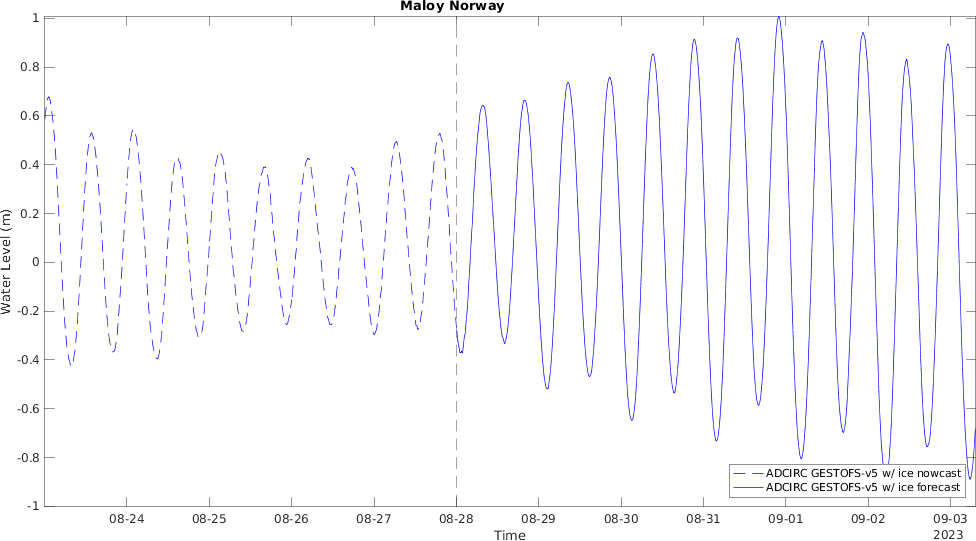 Maloy Norway
1
0.8
0.6
0.4
0.2
0
-0.2
-0.4
-0.6
-0.8
-1
Water Level (m)
ADCIRC GESTOFS-v5 w/ ice nowcast
ADCIRC GESTOFS-v5 w/ ice forecast
08-24 08-25 08-26 08-27 08-28 08-29 08-30 08-31 09-01 09-02 09-03
Time
2023